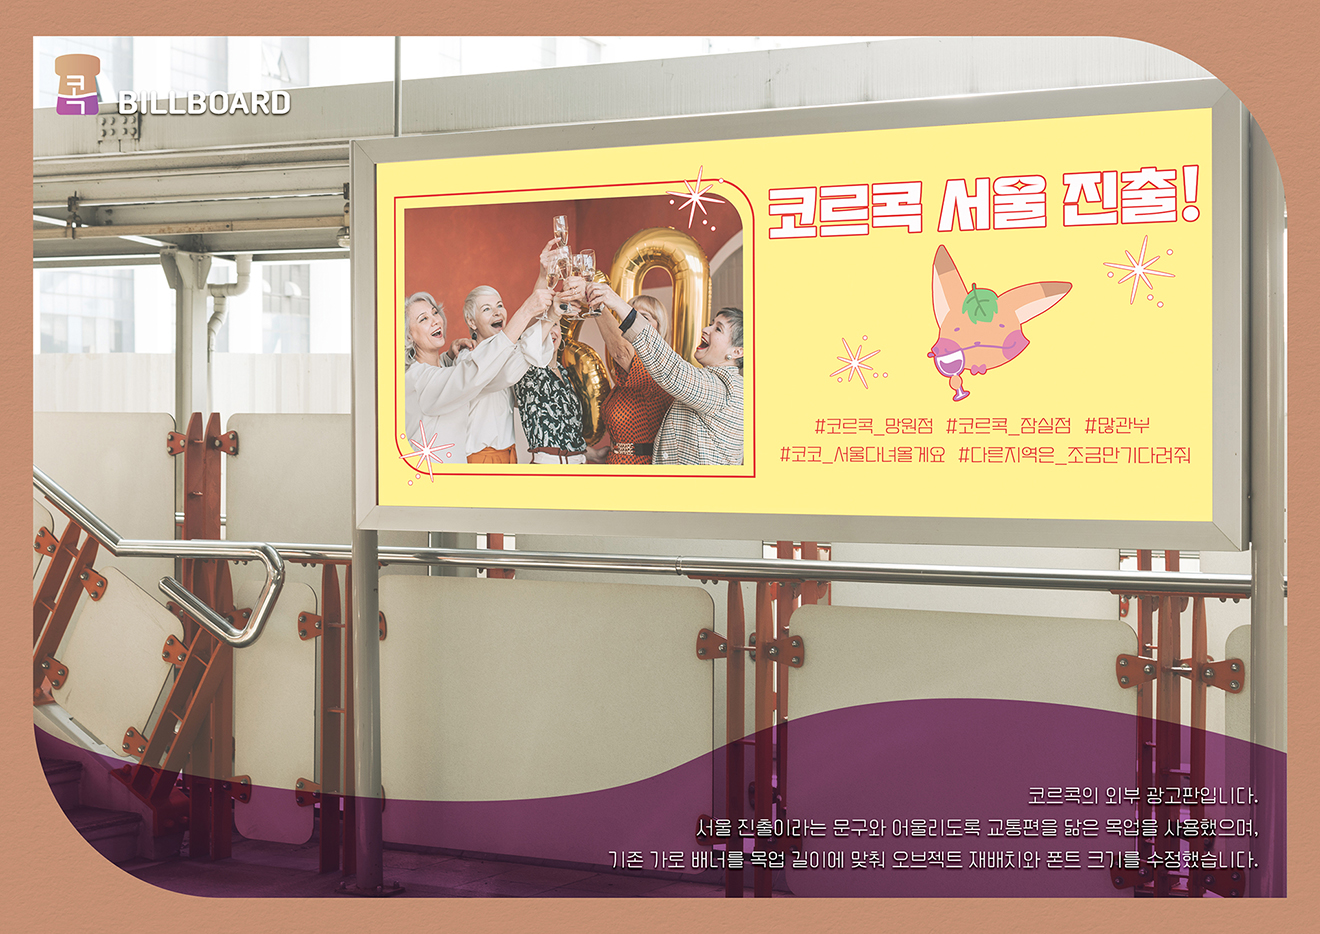 콕
BILLBOARD
코르콕 서울 진출!
#코르콕_망원점 #코르콕_잠실점 #많관부
#코코_서울다녀올게요 #다른지역은_조금만기다려줘
코르콕의 외부 광고판입니다.
서울 진출이라는 문구와 어울리도록 교통편을 닮은 목업을 사용했으며,
기존 가로 배너를 목업 길이에 맞춰 오브젝트 재배치와 폰트 크기를 수정했습니다.